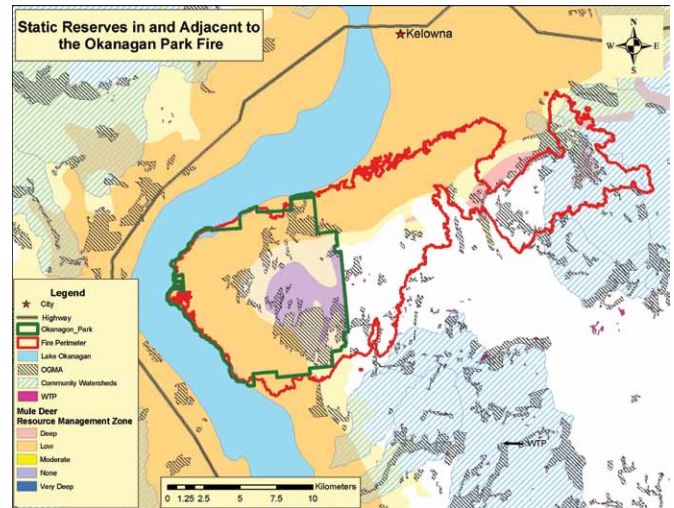 Static Reserves in and Adjacent to
the Okanagan Park Fire
Kelowna
N
W E
S
Legend
City
Highway
Okanagon_Park
Fire Perimeter
Lake Okanagan
OGMA
Community Watersheds
WTP
Mule Deer
Resource Management Zone
Deep
Low
Moderate
None
Very Deep
WTP
Kilometers
0 1.25 2.5 5 7.5 10